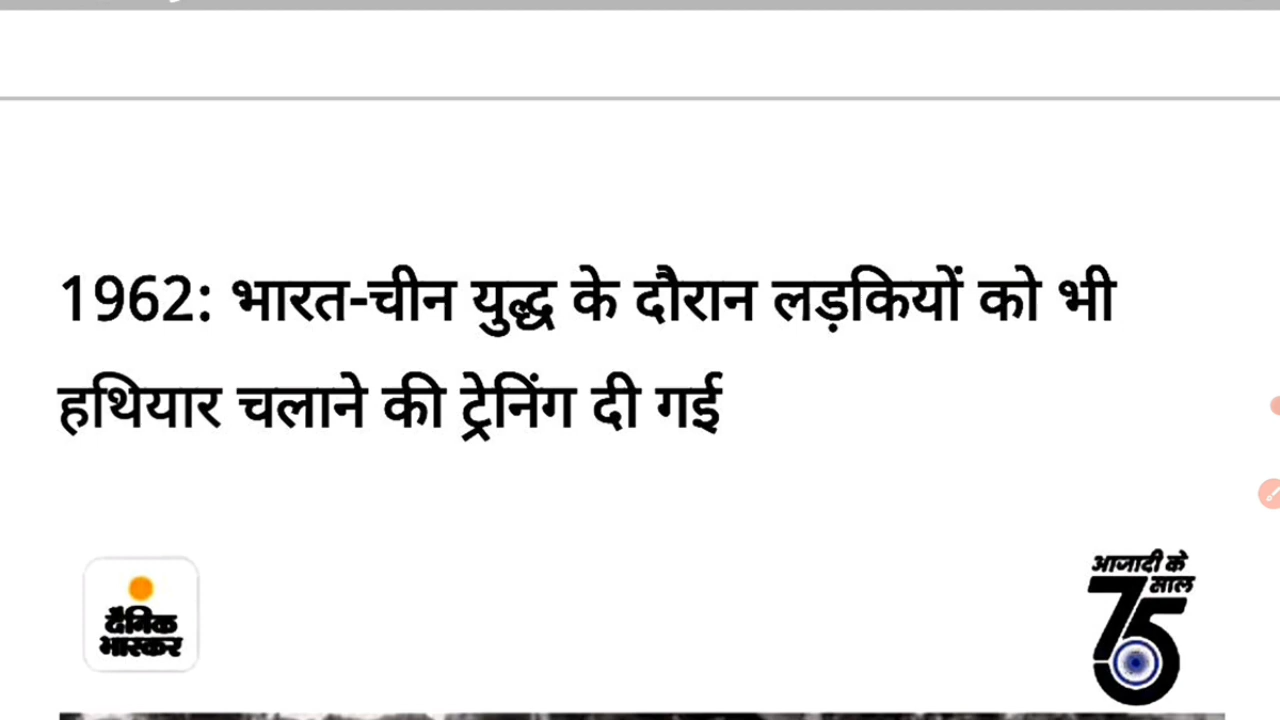 1962: भारत-चीन युद्ध के दौरान लड़कियों को भी
हथियार चलाने की ट्रेनिंग दी गई
दैनिक
भास्कर
आजादी के
75 साल